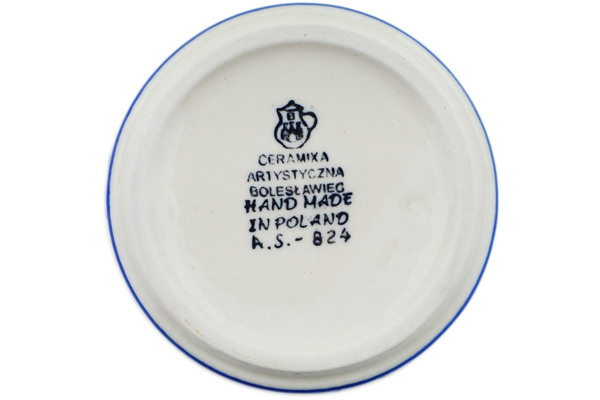 CERAMIKA
ARTYSTYCZNA
BOLESŁAWIEC
HAND MADE
IN POLAND
A.S.- 824